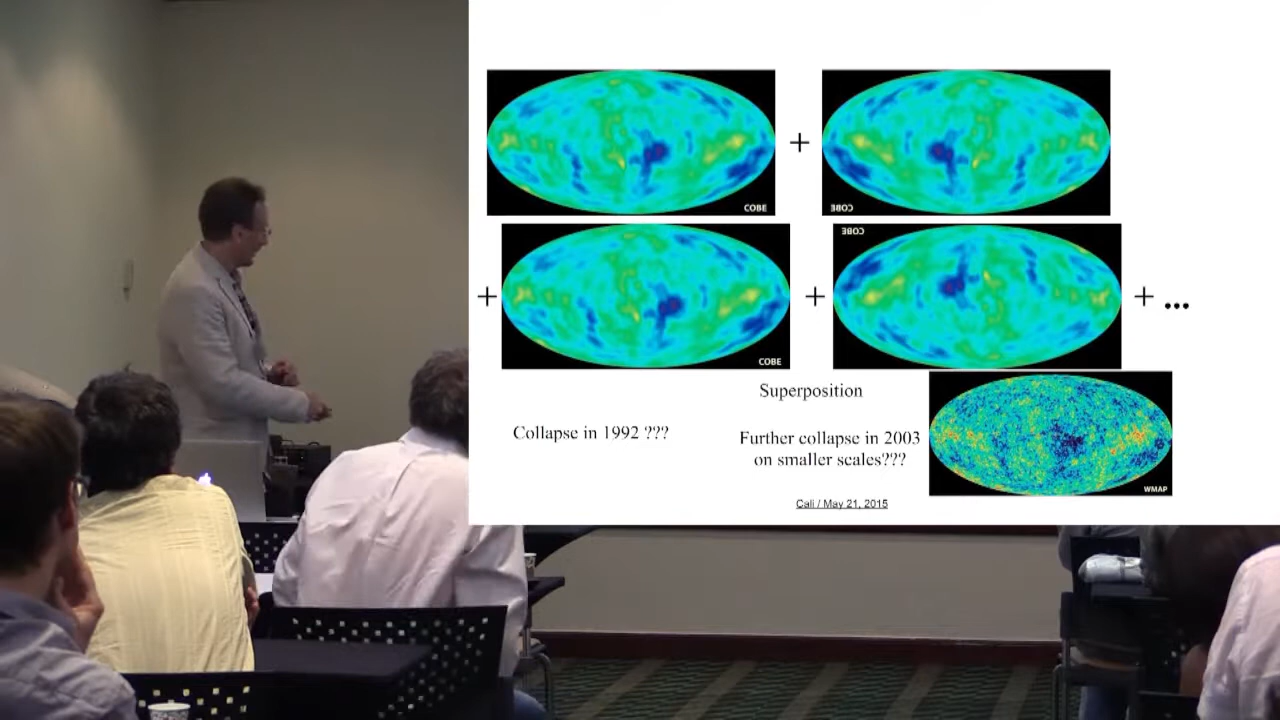 +
COBE
COBE
+
+
COBE
COBE
+ ...
Superposition
Collapse in 1992 ???
Further collapse in 2003
on smaller scales???
WMAP
Cali / May 21, 2015